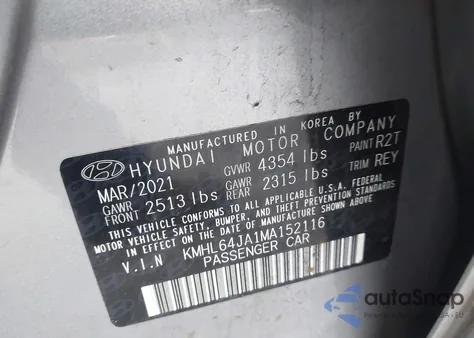 MANUFACTURED IN KOREA BY
HYUNDAI MOTOR COMPANY
MAR/2021 GVWR 4354 lbs PAINT R2T
GAWR FRONT 2513 lbs GAWR REAR 2315 lbs TRIM REY
THIS VEHICLE CONFORMS TO ALL APPLICABLE U.S. FEDERAL
MOTOR VEHICLE SAFETY, BUMPER, AND THEFT PREVENTION
STANDARDS IN EFFECT ON THE DATE OF MANUFACTURE
SHOWN ABOVE.
V.I.N KMHL64JA1MA152116
PASSENGER CAR
autoSnap